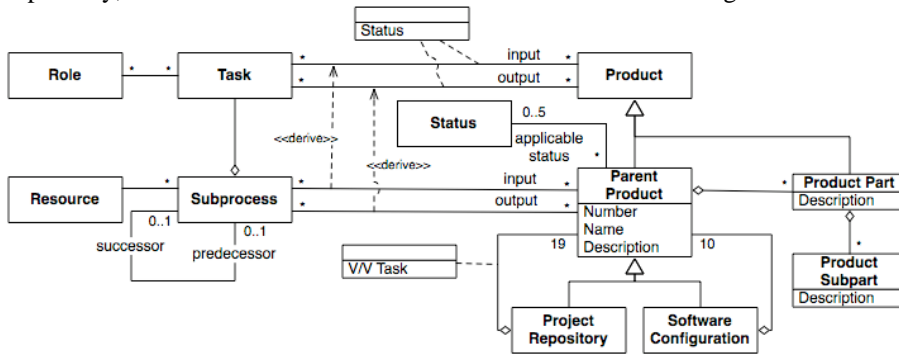 Status
Role
* *
Task
* input *
* output *
Product
Status
0..5
applicable
status
*
<<derive>>
<<derive>>
Resource
*
Subprocess
* input *
* output *
Parent
Product
Number
Name
Description
*
Product Part
Description
*
Product
Subpart
Description
0..1
successor
0..1
predecessor
V/V Task
19
10
Project
Repository
Software
Configuration